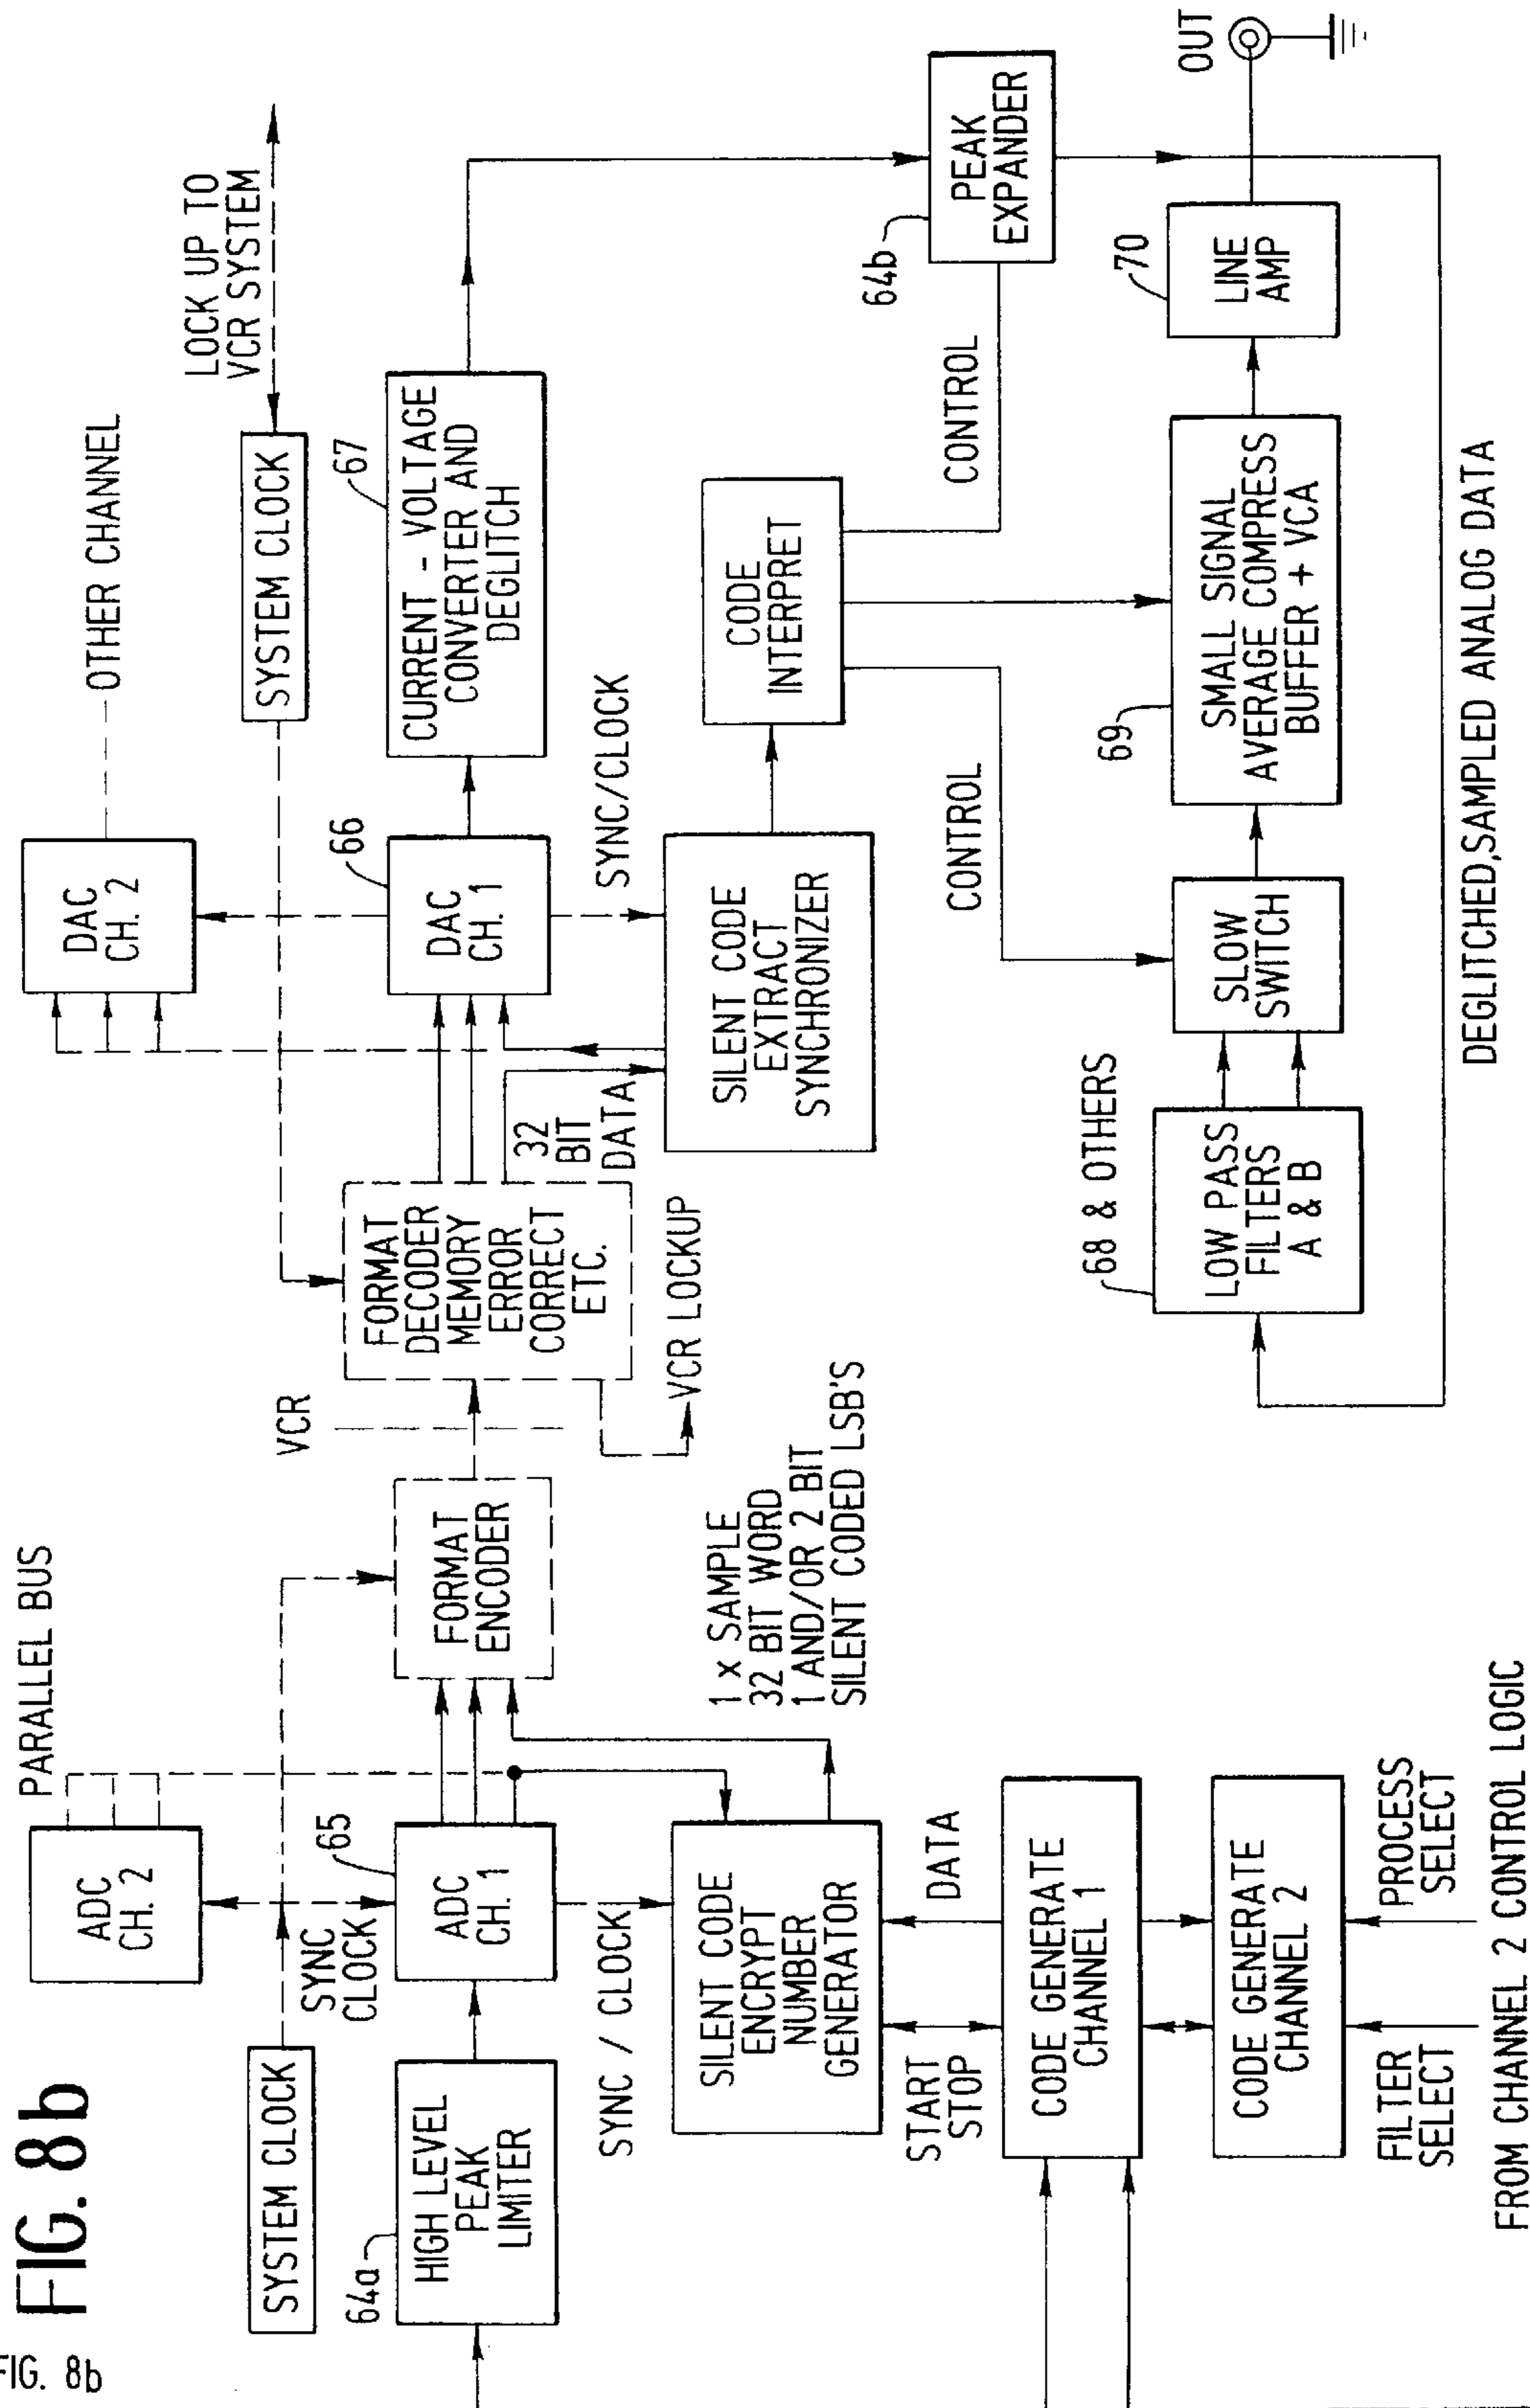 FIG. 8b
FIG. 8b
PARALLEL BUS
ADC
CH. 2
SYSTEM CLOCK
SYNC
CLOCK
64a
HIGH LEVEL
PEAK
LIMITER
65
ADC
CH. 1
SYNC / CLOCK
SILENT CODE
ENCRYPT
NUMBER
GENERATOR
START
STOP
DATA
CODE GENERATE
CHANNEL 1
CODE GENERATE
CHANNEL 2
FILTER
SELECT
PROCESS
SELECT
FROM CHANNEL 2 CONTROL LOGIC
FORMAT
ENCODER
1 x SAMPLE
32 BIT WORD
1 AND/OR 2 BIT
SILENT CODED LSB'S
VCR
FORMAT
DECODER
MEMORY
ERROR
CORRECT
ETC.
VCR LOCKUP
32
BIT
DATA
DAC
CH. 2
OTHER CHANNEL
SYSTEM CLOCK
LOCK UP TO
VCR SYSTEM
66
DAC
CH. 1
SYNC/CLOCK
67
CURRENT - VOLTAGE
CONVERTER AND
DEGLITCH
SILENT CODE
EXTRACT
SYNCHRONIZER
CODE
INTERPRET
CONTROL
CONTROL
64b
PEAK
EXPANDER
68 & OTHERS
LOW PASS
FILTERS
A & B
SLOW
SWITCH
69
SMALL SIGNAL
AVERAGE COMPRESS
BUFFER + VCA
70
LINE
AMP
OUT
DEGLITCHED,SAMPLED ANALOG DATA